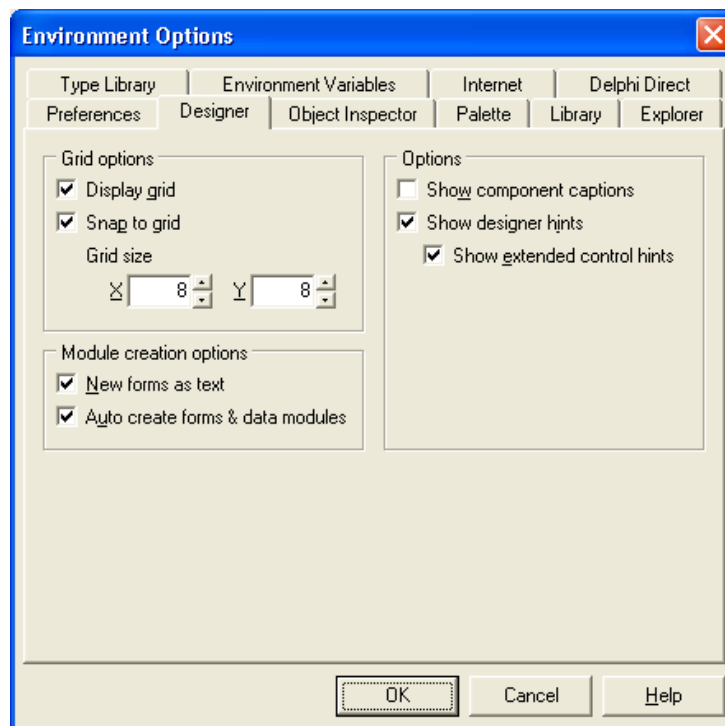 Environment Options
Type Library Environment Variables Internet Delphi Direct
Preferences Designer Object Inspector Palette Library Explorer
Grid options
Display grid
Snap to grid
Grid size
X 8 Y 8
Module creation options
New forms as text
Auto create forms & data modules
Options
Show component captions
Show designer hints
Show extended control hints
OK Cancel Help